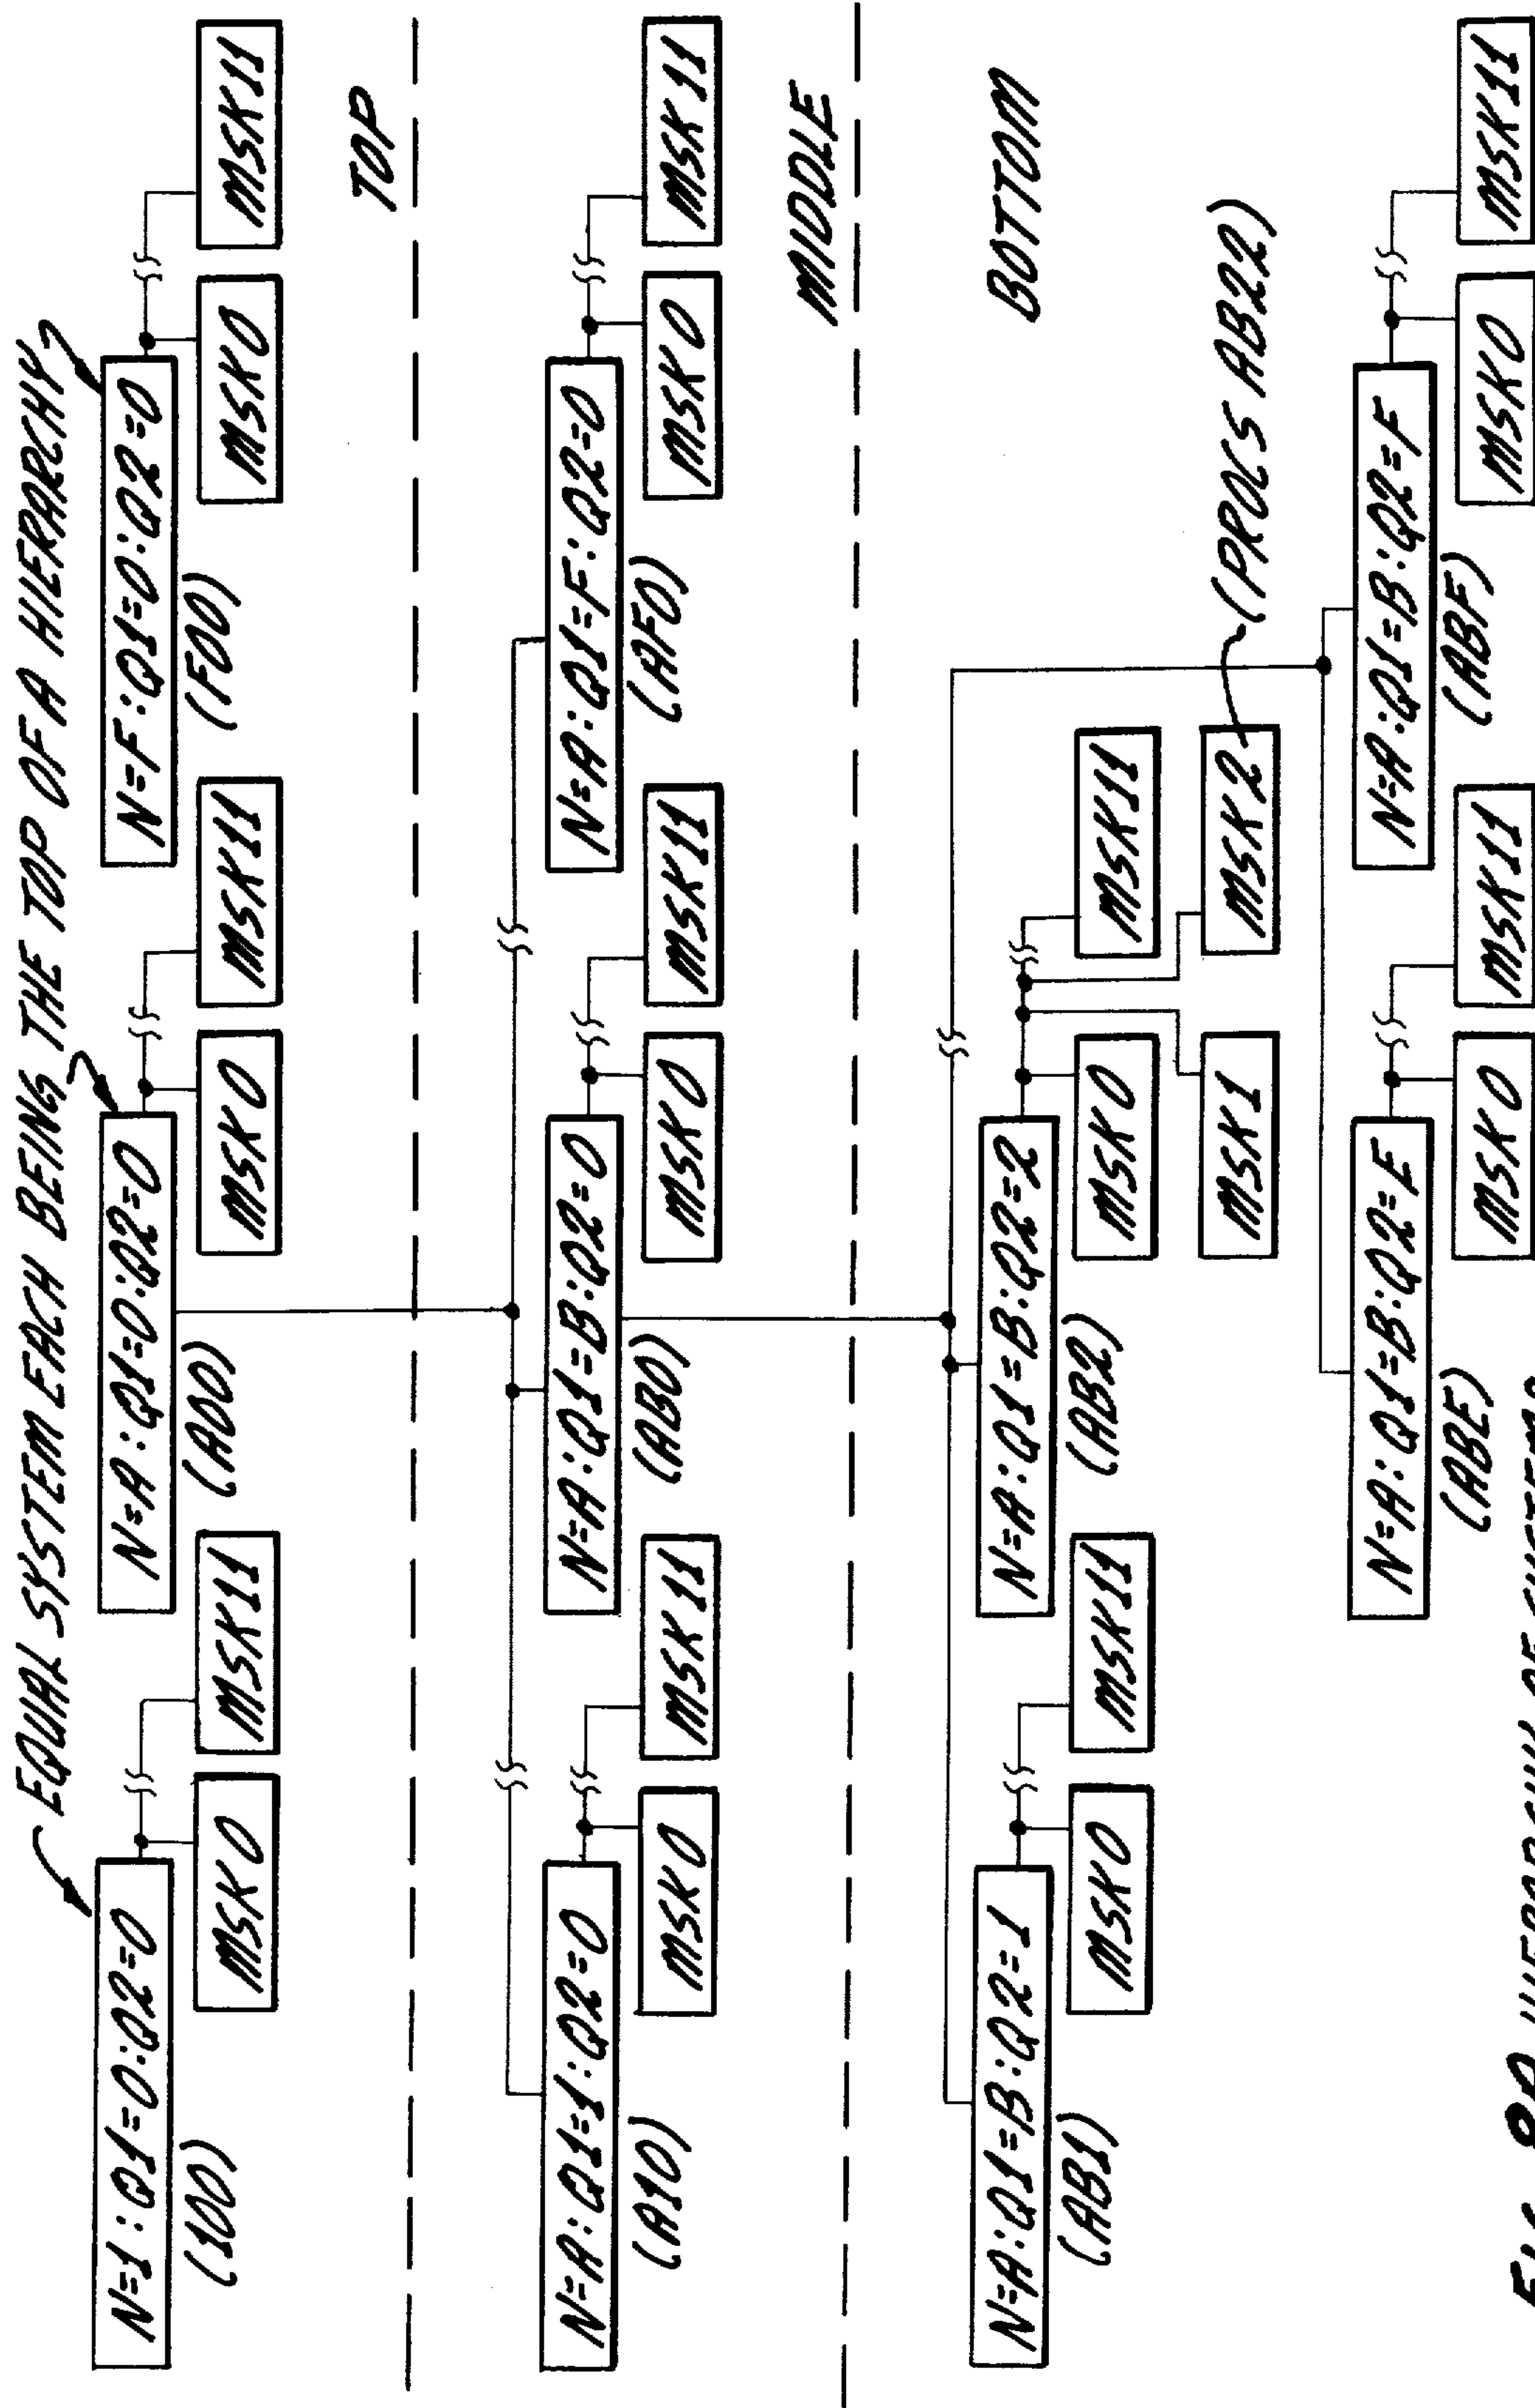 EQUAL SYSTEM EACH BEING THE TOP OF A HIERARCHY
N=1:Q1=0:Q2=0
(100)
MSK0
MSK11
N=A:Q1=0:Q2=0
(A00)
MSK0
MSK11
N=F:Q1=0:Q2=0
(F00)
MSK0
MSK11
TOP
N=A:Q1=1:Q2=0
(A10)
MSK0
MSK11
N=A:Q1=B:Q2=0
(AB0)
MSK0
MSK11
N=A:Q1=F:Q2=0
(AF0)
MSK0
MSK11
MIDDLE
BOTTOM
N=A:Q1=B:Q2=1
(AB1)
MSK0
MSK11
N=A:Q1=B:Q2=2
(AB2)
MSK0
MSK11
MSK1
MSK2
(PROCS AB22)
N=A:Q1=B:Q2=E
(ABE)
MSK0
MSK11
N=A:Q1=B:Q2=F
(ABF)
MSK0
MSK11
HIERARCHY OF SYSTEMS